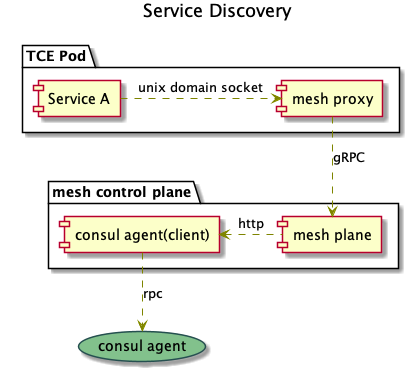 Service Discovery
TCE Pod
Service A
unix domain socket
mesh proxy
gRPC
mesh control plane
consul agent(client)
http
mesh plane
rpc
consul agent